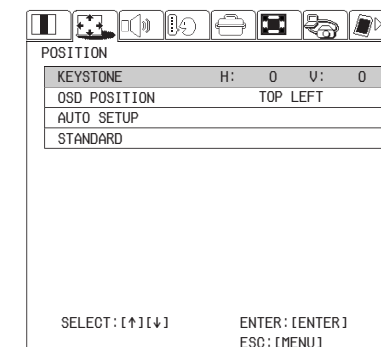 POSITION
KEYSTONE H: 0 V: 0
OSD POSITION TOP LEFT
AUTO SETUP
STANDARD
SELECT:[↑][↓] ENTER:[ENTER]
ESC:[MENU]